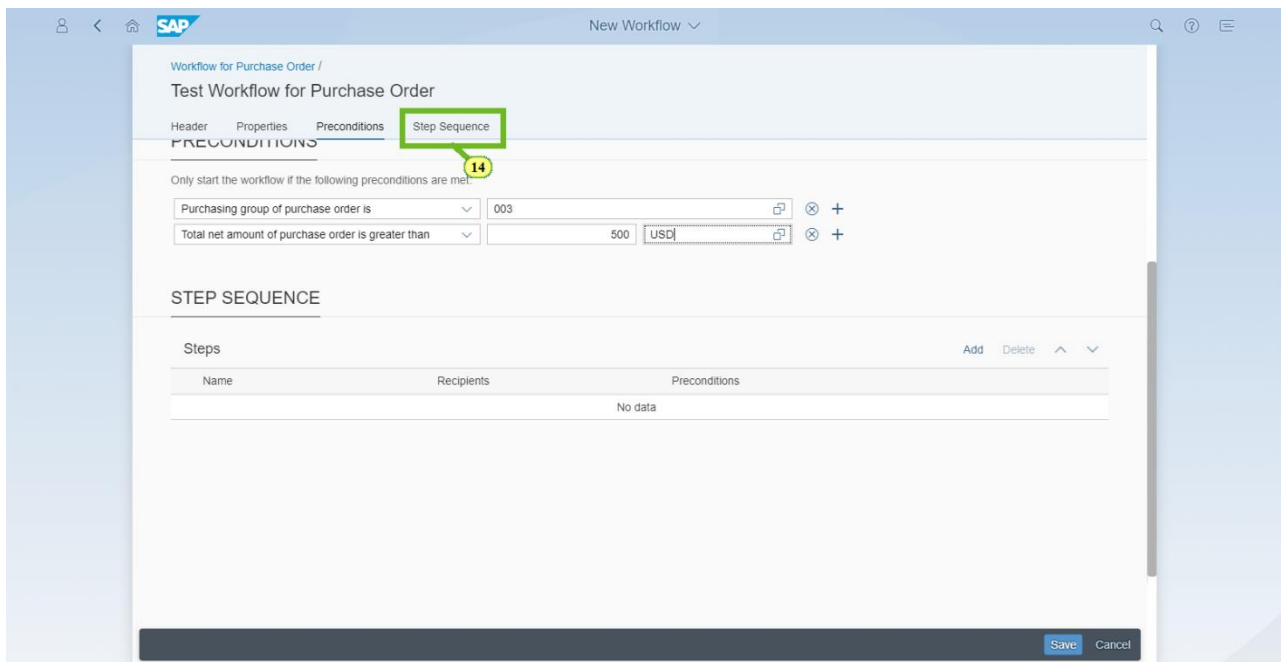 SAP New Workflow
Workflow for Purchase Order /
Test Workflow for Purchase Order
Header Properties Preconditions Step Sequence
PRECONDITIONS
14
Only start the workflow if the following preconditions are met:
Purchasing group of purchase order is 003
Total net amount of purchase order is greater than 500 USD
STEP SEQUENCE
Steps Add Delete
Name Recipients Preconditions
No data
Save Cancel